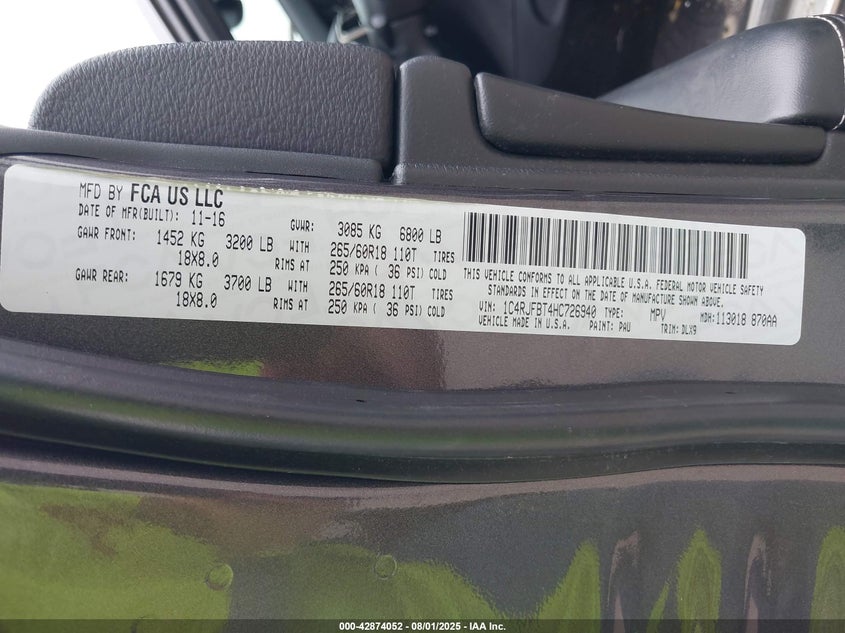 MFD BY FCA US LLC
DATE OF MFR(BUILT): 11-16 GVWR: 3085 KG 6800 LB
GAWR FRONT: 1452 KG 3200 LB WITH 265/60R18 110T TIRES
18X8.0 RIMS AT 250 KPA ( 36 PSI) COLD
GAWR REAR: 1679 KG 3700 LB WITH 265/60R18 110T TIRES
18X8.0 RIMS AT 250 KPA ( 36 PSI) COLD
THIS VEHICLE CONFORMS TO ALL APPLICABLE U.S.A. FEDERAL MOTOR VEHICLE SAFETY
STANDARDS IN EFFECT ON THE DATE OF MANUFACTURE SHOWN ABOVE.
VIN: 1C4RJFBT4HC726940 TYPE: MPV MDH:113018 870AA
VEHICLE MADE IN U.S.A. PAINT: PAU TRIM: DLX9
000-42874052 - 08/01/2025 - IAA Inc.